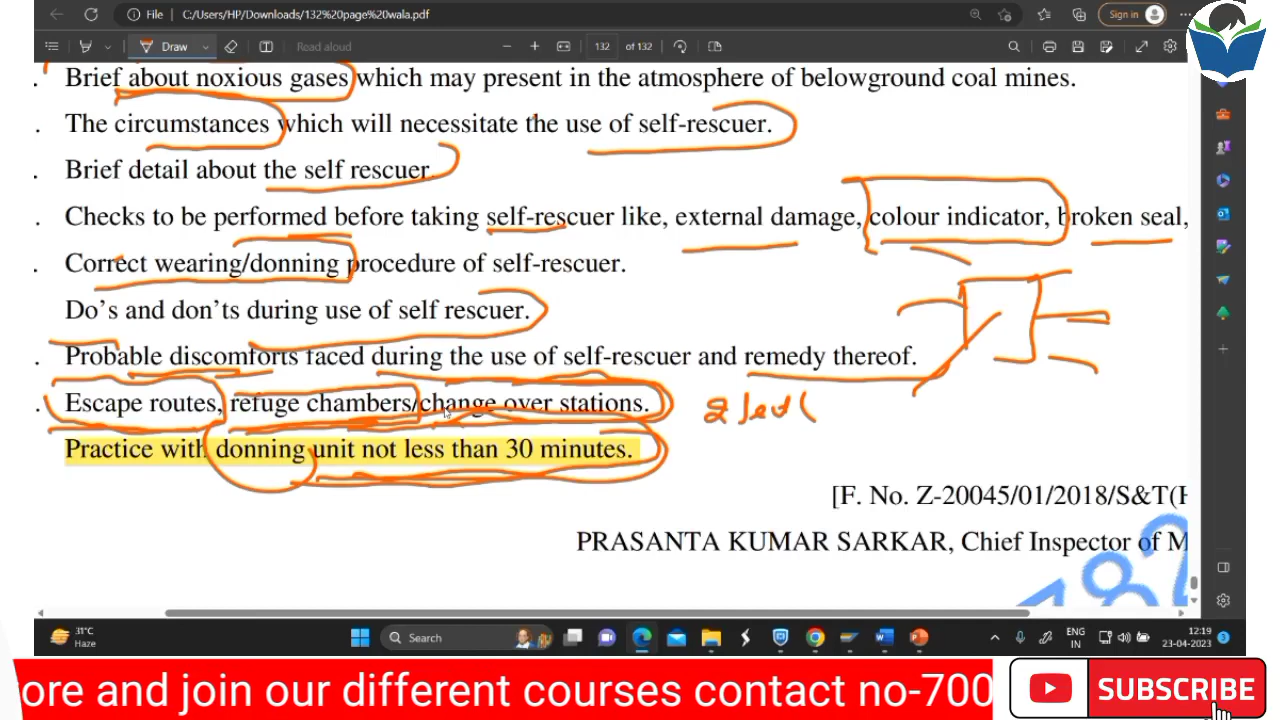 File C:/Users/HP/Downloads/132%20page%20wala.pdf Sign in
Draw Read aloud 132 of 132
. Brief about noxious gases which may present in the atmosphere of belowground coal mines.
. The circumstances which will necessitate the use of self-rescuer.
. Brief detail about the self rescuer.
. Checks to be performed before taking self-rescuer like, external damage, colour indicator, broken seal,
. Correct wearing/donning procedure of self-rescuer.
Do’s and don’ts during use of self rescuer.
. Probable discomforts faced during the use of self-rescuer and remedy thereof.
. Escape routes, refuge chambers/change over stations.
Practice with donning unit not less than 30 minutes.
[F. No. Z-20045/01/2018/S&T(
PRASANTA KUMAR SARKAR, Chief Inspector of M
182
31°C
Haze
Search
ENG
IN
12:19
23-04-2023
3
ore and join our different courses contact no-700
SUBSCRIBE